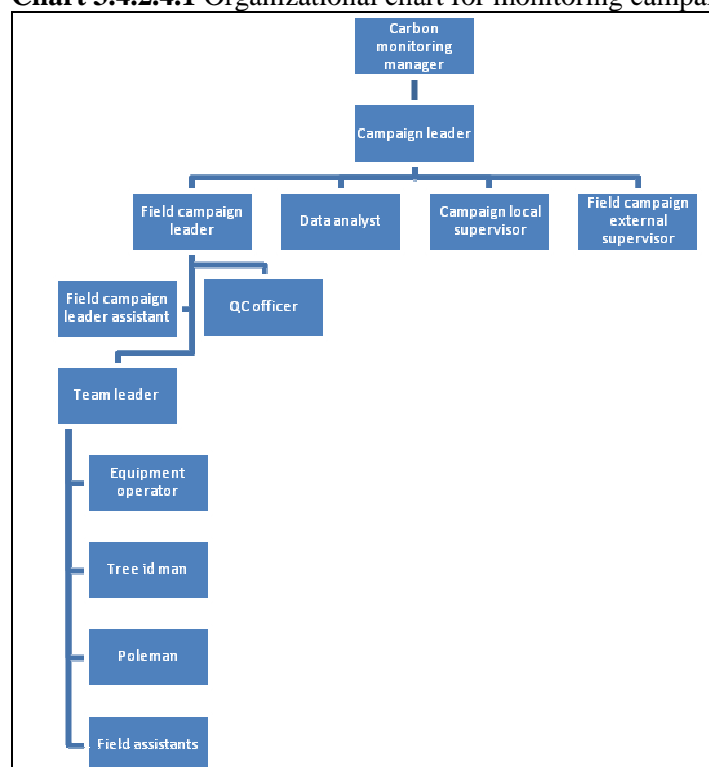 Organizational chart for monitoring
Carbon
monitoring
manager
Campaign leader
Field campaign
leader
Data analyst
Campaign local
supervisor
Field campaign
external
supervisor
Field campaign
leader assistant
QC officer
Team leader
Equipment
operator
Tree id man
Poleman
Field assistants